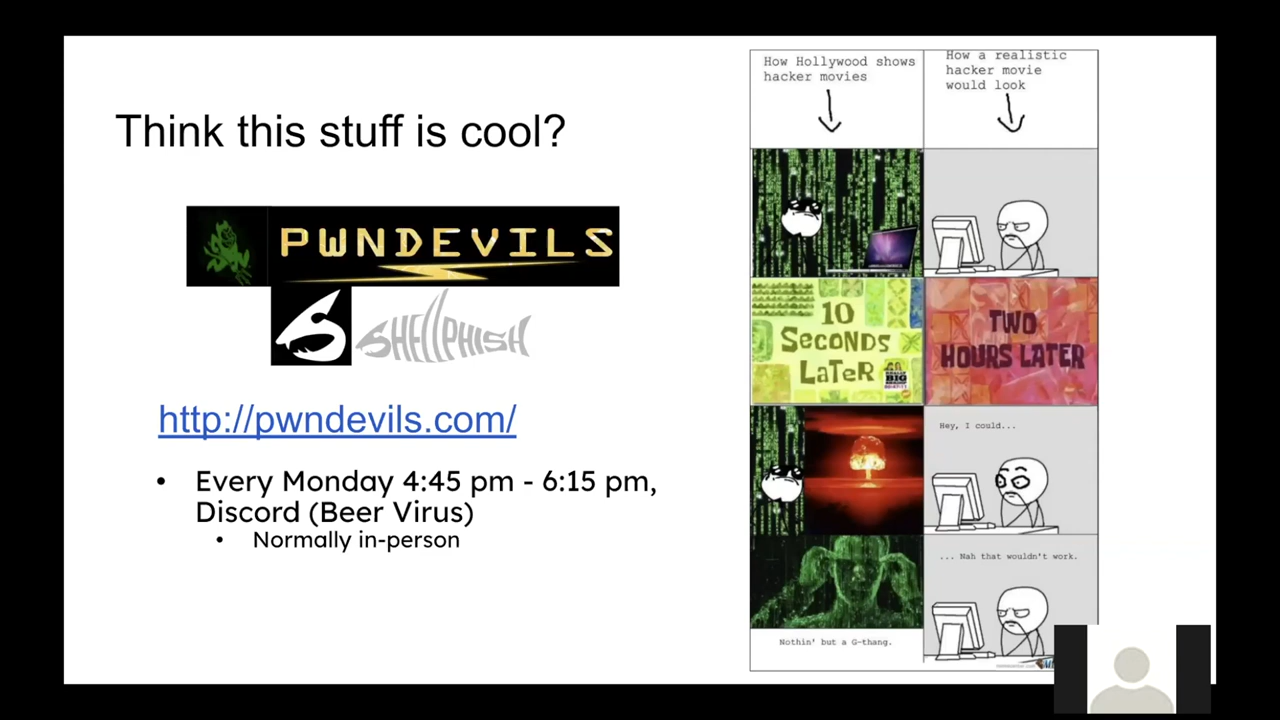 Think this stuff is cool?
PWNDEVILS
SHELLPHISH
http://pwndevils.com/
• Every Monday 4:45 pm - 6:15 pm,
Discord (Beer Virus)
• Normally in-person
How Hollywood shows
hacker movies
How a realistic
hacker movie
would look
10
SECONDS
LATER
TWO
HOURS LATER
Hey, I could...
... Nah that wouldn't work.
Nothin' but a G-thang.